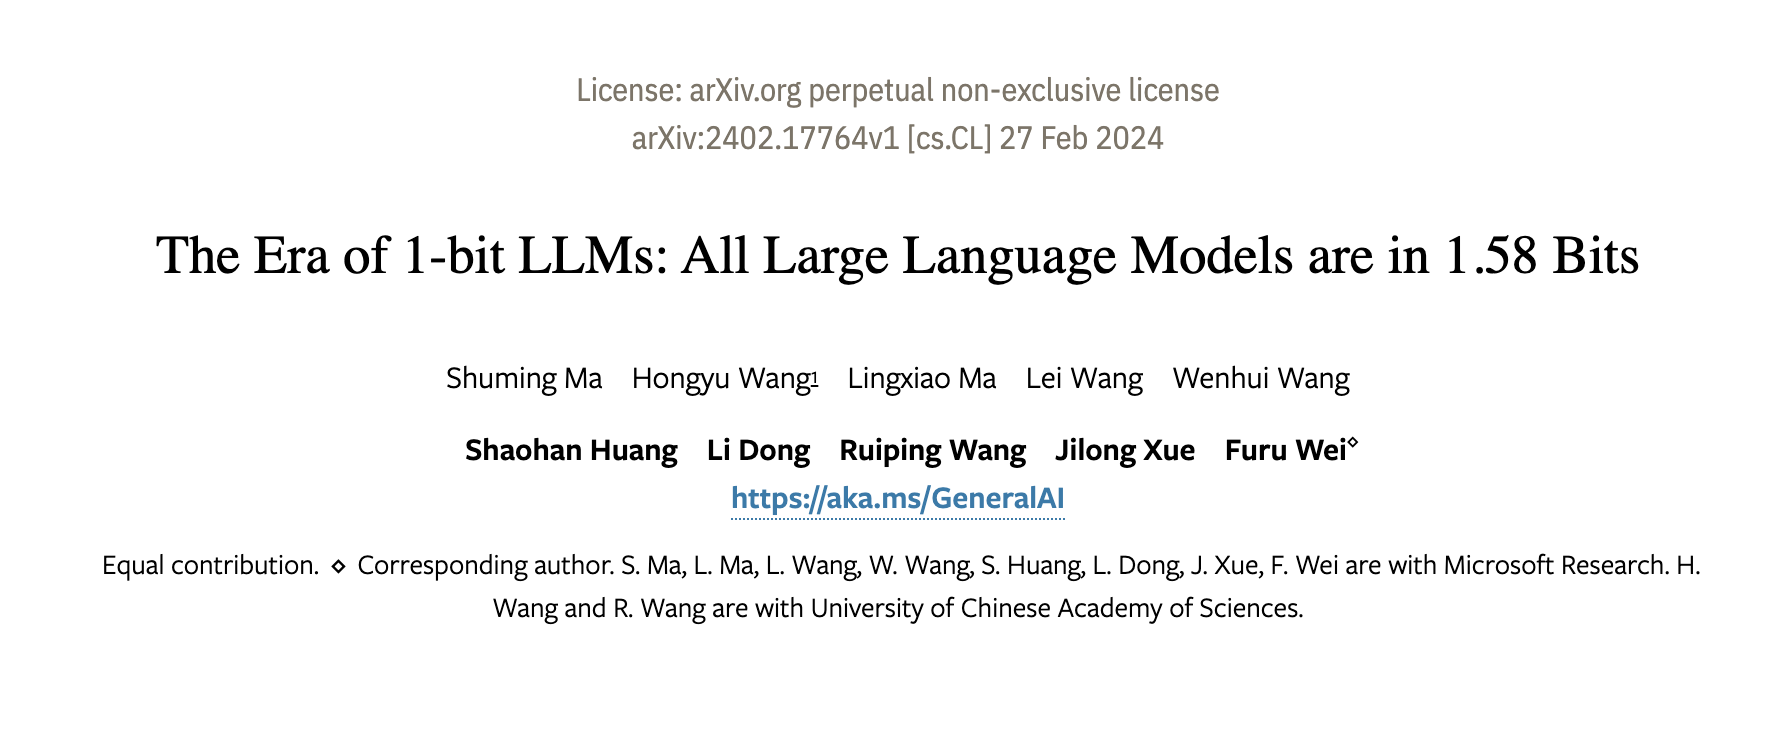 License: arXiv.org perpetual non-exclusive license
arXiv:2402.17764v1 [cs.CL] 27 Feb 2024
The Era of 1-bit LLMs: All Large Language Models are in 1.58 Bits
Shuming Ma Hongyu Wang¹ Lingxiao Ma Lei Wang Wenhui Wang
Shaohan Huang Li Dong Ruiping Wang Jilong Xue Furu Wei⋄
https://aka.ms/GeneralAI
Equal contribution. ⋄ Corresponding author. S. Ma, L. Ma, L. Wang, W. Wang, S. Huang, L. Dong, J. Xue, F. Wei are with Microsoft Research. H.
Wang and R. Wang are with University of Chinese Academy of Sciences.